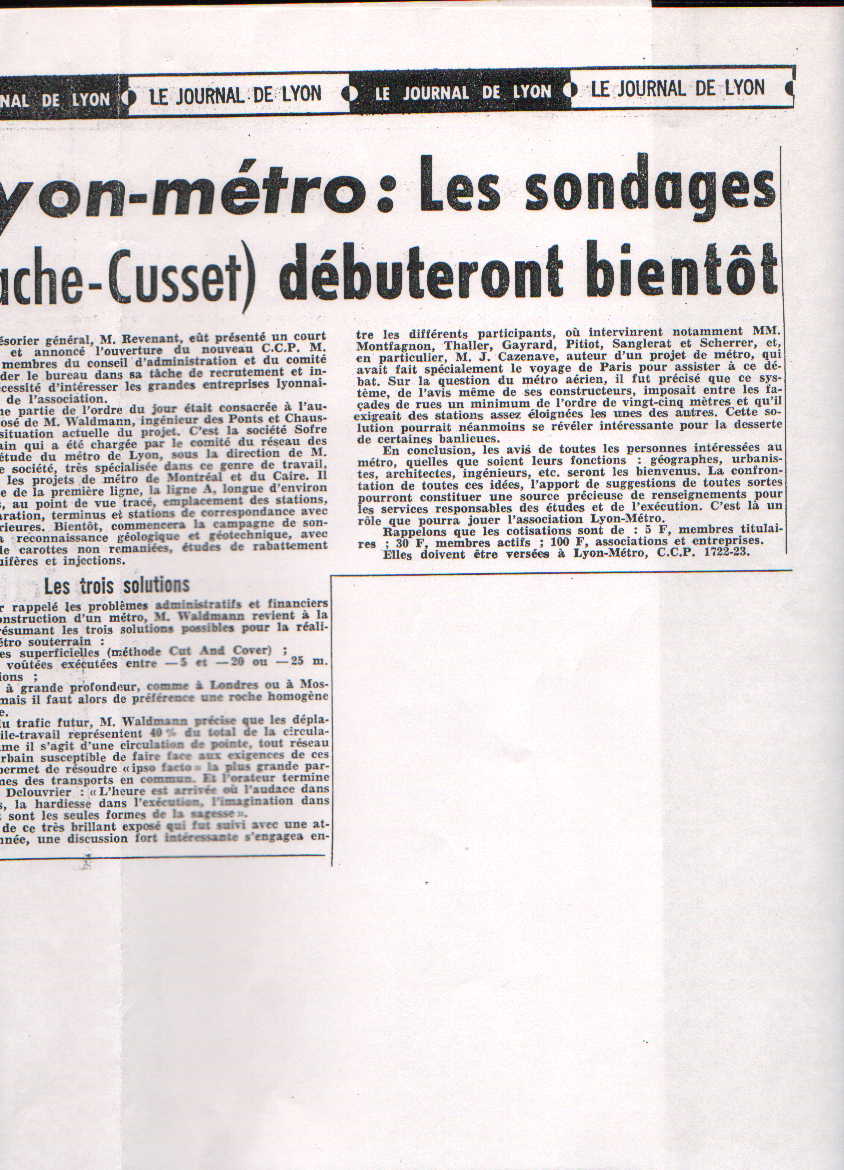 NAL DE LYON LE JOURNAL DE LYON LE JOURNAL DE LYON LE JOURNAL DE LYON
yon-métro : Les sondages
ache-Cusset) débuteront bientôt
ésorier général, M. Revenant, eût présenté un court
et annoncé l'ouverture du nouveau C.C.P. M.
membres du conseil d'administration et du comité
der le bureau dans sa tâche de recrutement et in-
écessité d'intéresser les grandes entreprises lyonnai-
de l'association.
ne partie de l'ordre du jour était consacrée à l'au-
osé de M. Waldmann, ingénieur des Ponts et Chaus-
situation actuelle du projet. C'est la société Sofre
ain qui a été chargée par le comité du réseau des
étude du métro de Lyon, sous la direction de M.
e société, très spécialisée dans ce genre de travail,
les projets de métro de Montréal et du Caire. Il
e de la première ligne, la ligne A, longue d'environ
s, au point de vue tracé, emplacement des stations,
aration, terminus et stations de correspondance avec
érieures. Bientôt, commencera la campagne de son-
a reconnaissance géologique et géotechnique, avec
de carottes non remaniées, études de rabattement
uifères et injections.
Les trois solutions
r rappelé les problèmes administratifs et financiers
onstruction d'un métro, M. Waldmann revient à la
résumant les trois solutions possibles pour la réali-
étro souterrain :
es superficielles (méthode Cut And Cover) ;
voûtées exécutées entre —5 et —20 ou —25 m.
ions ;
à grande profondeur, comme à Londres ou à Mos-
mais il faut alors de préférence une roche homogène
e.
du trafic futur, M. Waldmann précise que les dépla-
ile-travail représentent 40 % du total de la circula-
me il s'agit d'une circulation de pointe, tout réseau
rbain susceptible de faire face aux exigences de ces
permet de résoudre «ipso facto» la plus grande par-
mes des transports en commun. Et l'orateur termine
Delouvrier : «L'heure est arrivée où l'audace dans
s, la hardiesse dans l'exécution, l'imagination dans
sont les seules formes de la sagesse».
de ce très brillant exposé qui fut suivi avec une at-
nnée, une discussion fort intéressante s'engagea en-
tre les différents participants, où intervinrent notamment MM.
Montfagnon, Thaller, Gayrard, Pitiot, Sanglerat et Scherrer, et,
en particulier, M. J. Cazenave, auteur d'un projet de métro, qui
avait fait spécialement le voyage de Paris pour assister à ce dé-
bat. Sur la question du métro aérien, il fut précisé que ce sys-
tème, de l'avis même de ses constructeurs, imposait entre les fa-
çades de rues un minimum de l'ordre de vingt-cinq mètres et qu'il
exigeait des stations assez éloignées les unes des autres. Cette so-
lution pourrait néanmoins se révéler intéressante pour la desserte
de certaines banlieues.
En conclusion, les avis de toutes les personnes intéressées au
métro, quelles que soient leurs fonctions : géographes, urbanis-
tes, architectes, ingénieurs, etc. seront les bienvenus. La confron-
tation de toutes ces idées, l'apport de suggestions de toutes sortes
pourront constituer une source précieuse de renseignements pour
les services responsables des études et de l'exécution. C'est là un
rôle que pourra jouer l'association Lyon-Métro.
Rappelons que les cotisations sont de : 5 F, membres titulai-
res ; 30 F, membres actifs ; 100 F, associations et entreprises.
Elles doivent être versées à Lyon-Métro, C.C.P. 1722-23.